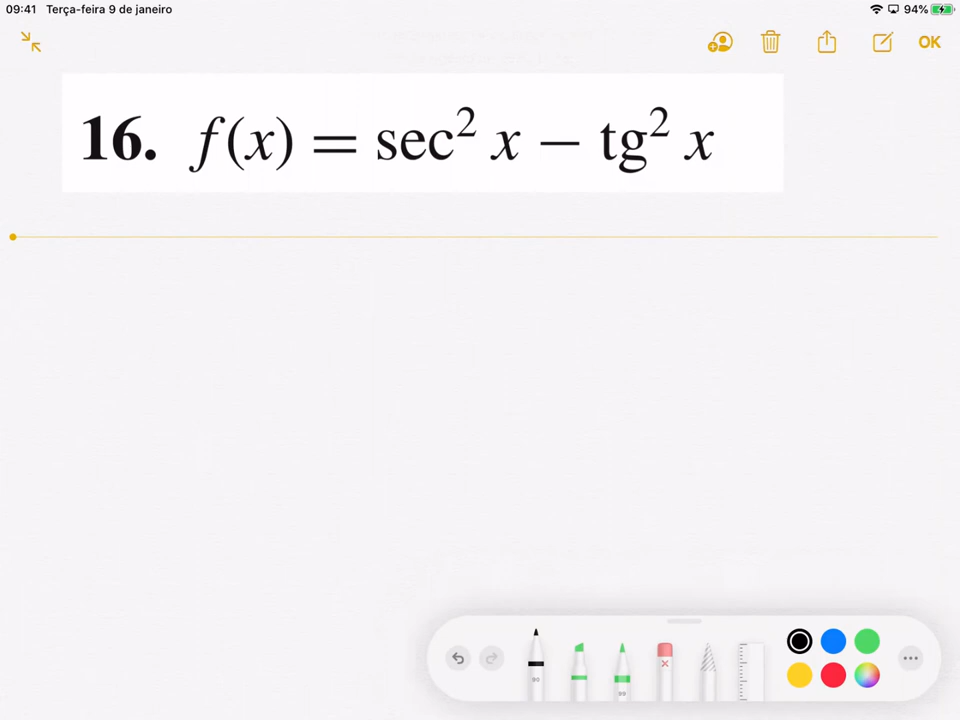 09:41 Terça-feira 9 de janeiro 94%
OK
16. f(x) = sec² x − tg² x